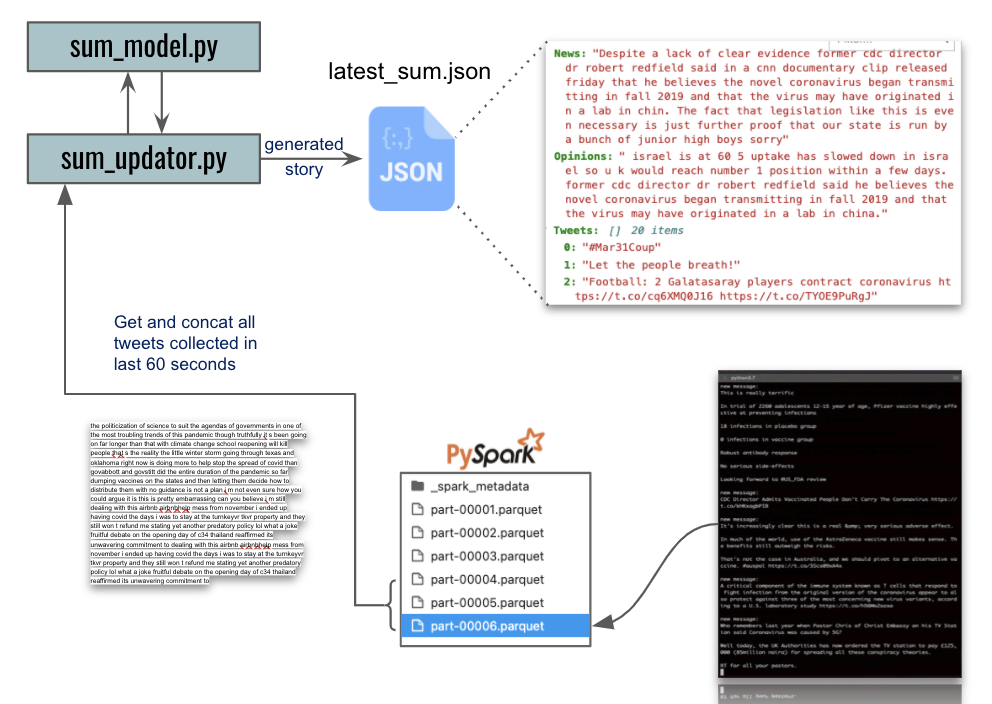 sum_model.py
sum_updator.py
generated
story
latest_sum.json
{:,}
JSON
News: "Despite a lack of clear evidence former cdc director
dr robert redfield said in a cnn documentary clip released
friday that he believes the novel coronavirus began transmi
tting in fall 2019 and that the virus may have originated i
n a lab in chin. The fact that legislation like this is eve
n necessary is just further proof that our state is run by
a bunch of junior high boys sorry"
Opinions: " israel is at 60 5 uptake has slowed down in isra
el so u k would reach number 1 position within a few days.
former cdc director dr robert redfield said he believes the
novel coronavirus began transmitting in fall 2019 and that
the virus may have originated in a lab in china."
Tweets: [] 20 items
0: "#Mar31Coup"
1: "Let the people breath!"
2: "Football: 2 Galatasaray players contract coronavirus ht
tps://t.co/cq6XMQ0J16 https://t.co/TYOE9PuRgJ"
Get and concat all
tweets collected in
last 60 seconds
the politicization of science to suit the agendas of governments in one of
the most troubling trends of this pandemic though truthfully it s been going
on far longer than that with climate change school reopening will kill
people that s the reality the little winter storm going through texas and
oklahoma right now is doing more to help stop the spread of covid than
govabbott and govstitt did the entire duration of the pandemic so far
dumping vaccines on the states and then letting them decide how to
distribute them with no guidance is not a plan i m not even sure how you
could argue it is this is pretty embarrassing can you believe i m still
dealing with this airbnb airbnbhelp mess from november i ended up
having covid the days i was to stay at the turnkeyvr tkvr property and they
still won t refund me stating yet another predatory policy lol what a joke
fruitful debate on the opening day of c34 thailand reaffirmed its
unwavering commitment to dealing with this airbnb airbnbhelp mess from
november i ended up having covid the days i was to stay at the turnkeyvr
tkvr property and they still won t refund me stating yet another predatory
policy lol what a joke fruitful debate on the opening day of c34 thailand
reaffirmed its unwavering commitment to
PySpark
_spark_metadata
part-00001.parquet
part-00002.parquet
part-00003.parquet
part-00004.parquet
part-00005.parquet
part-00006.parquet
python3.7
new message:
This is really terrific
In trial of 2260 adolescents 12-15 year of age, Pfizer vaccine highly effe
ctive at preventing infections
18 infections in placebo group
0 infections in vaccine group
Robust antibody response
No serious side-effects
Looking forward to #US_FDA review
new message:
CDC Director Admits Vaccinated People Don't Carry The Coronavirus https://
new message:
It's increasingly clear this is a real &amp; very serious adverse effect.
In much of the world, use of the AstraZeneca vaccine still makes sense. Th
e benefits still outweigh the risks.
That's not the case in Australia, and we should pivot to an alternative va
ccine. #auspol
new message:
A critical component of the immune system known as T cells that respond to
fight infection from the original version of the coronavirus appear to al
so protect against three of the most concerning new virus variants, accord
ing to a U.S. laboratory study
new message:
Who remembers last year when Pastor Chris of Christ Embassy on his TV Stat
ion said Coronavirus was caused by 5G?
Well today, the UK Authorities has now ordered the TV station to pay £125,
000 (85million naira) for spreading all these conspiracy theories.
RT for all your pastors.